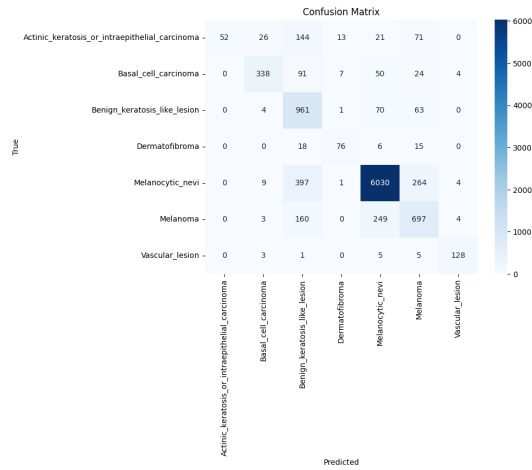 Confusion Matrix
Actinic_keratosis_or_intraepithelial_carcinoma 52 26 144 13 21 71 0
Basal_cell_carcinoma 0 338 91 7 50 24 4
Benign_keratosis_like_lesion 0 4 961 1 70 63 0
Dermatofibroma 0 0 18 76 6 15 0
Melanocytic_nevi 0 9 397 1 6030 264 4
Melanoma 0 3 160 0 249 697 4
Vascular_lesion 0 3 1 0 5 5 128
True
Actinic_keratosis_or_intraepithelial_carcinoma
Basal_cell_carcinoma
Benign_keratosis_like_lesion
Dermatofibroma
Melanocytic_nevi
Melanoma
Vascular_lesion
Predicted
6000
5000
4000
3000
2000
1000
0